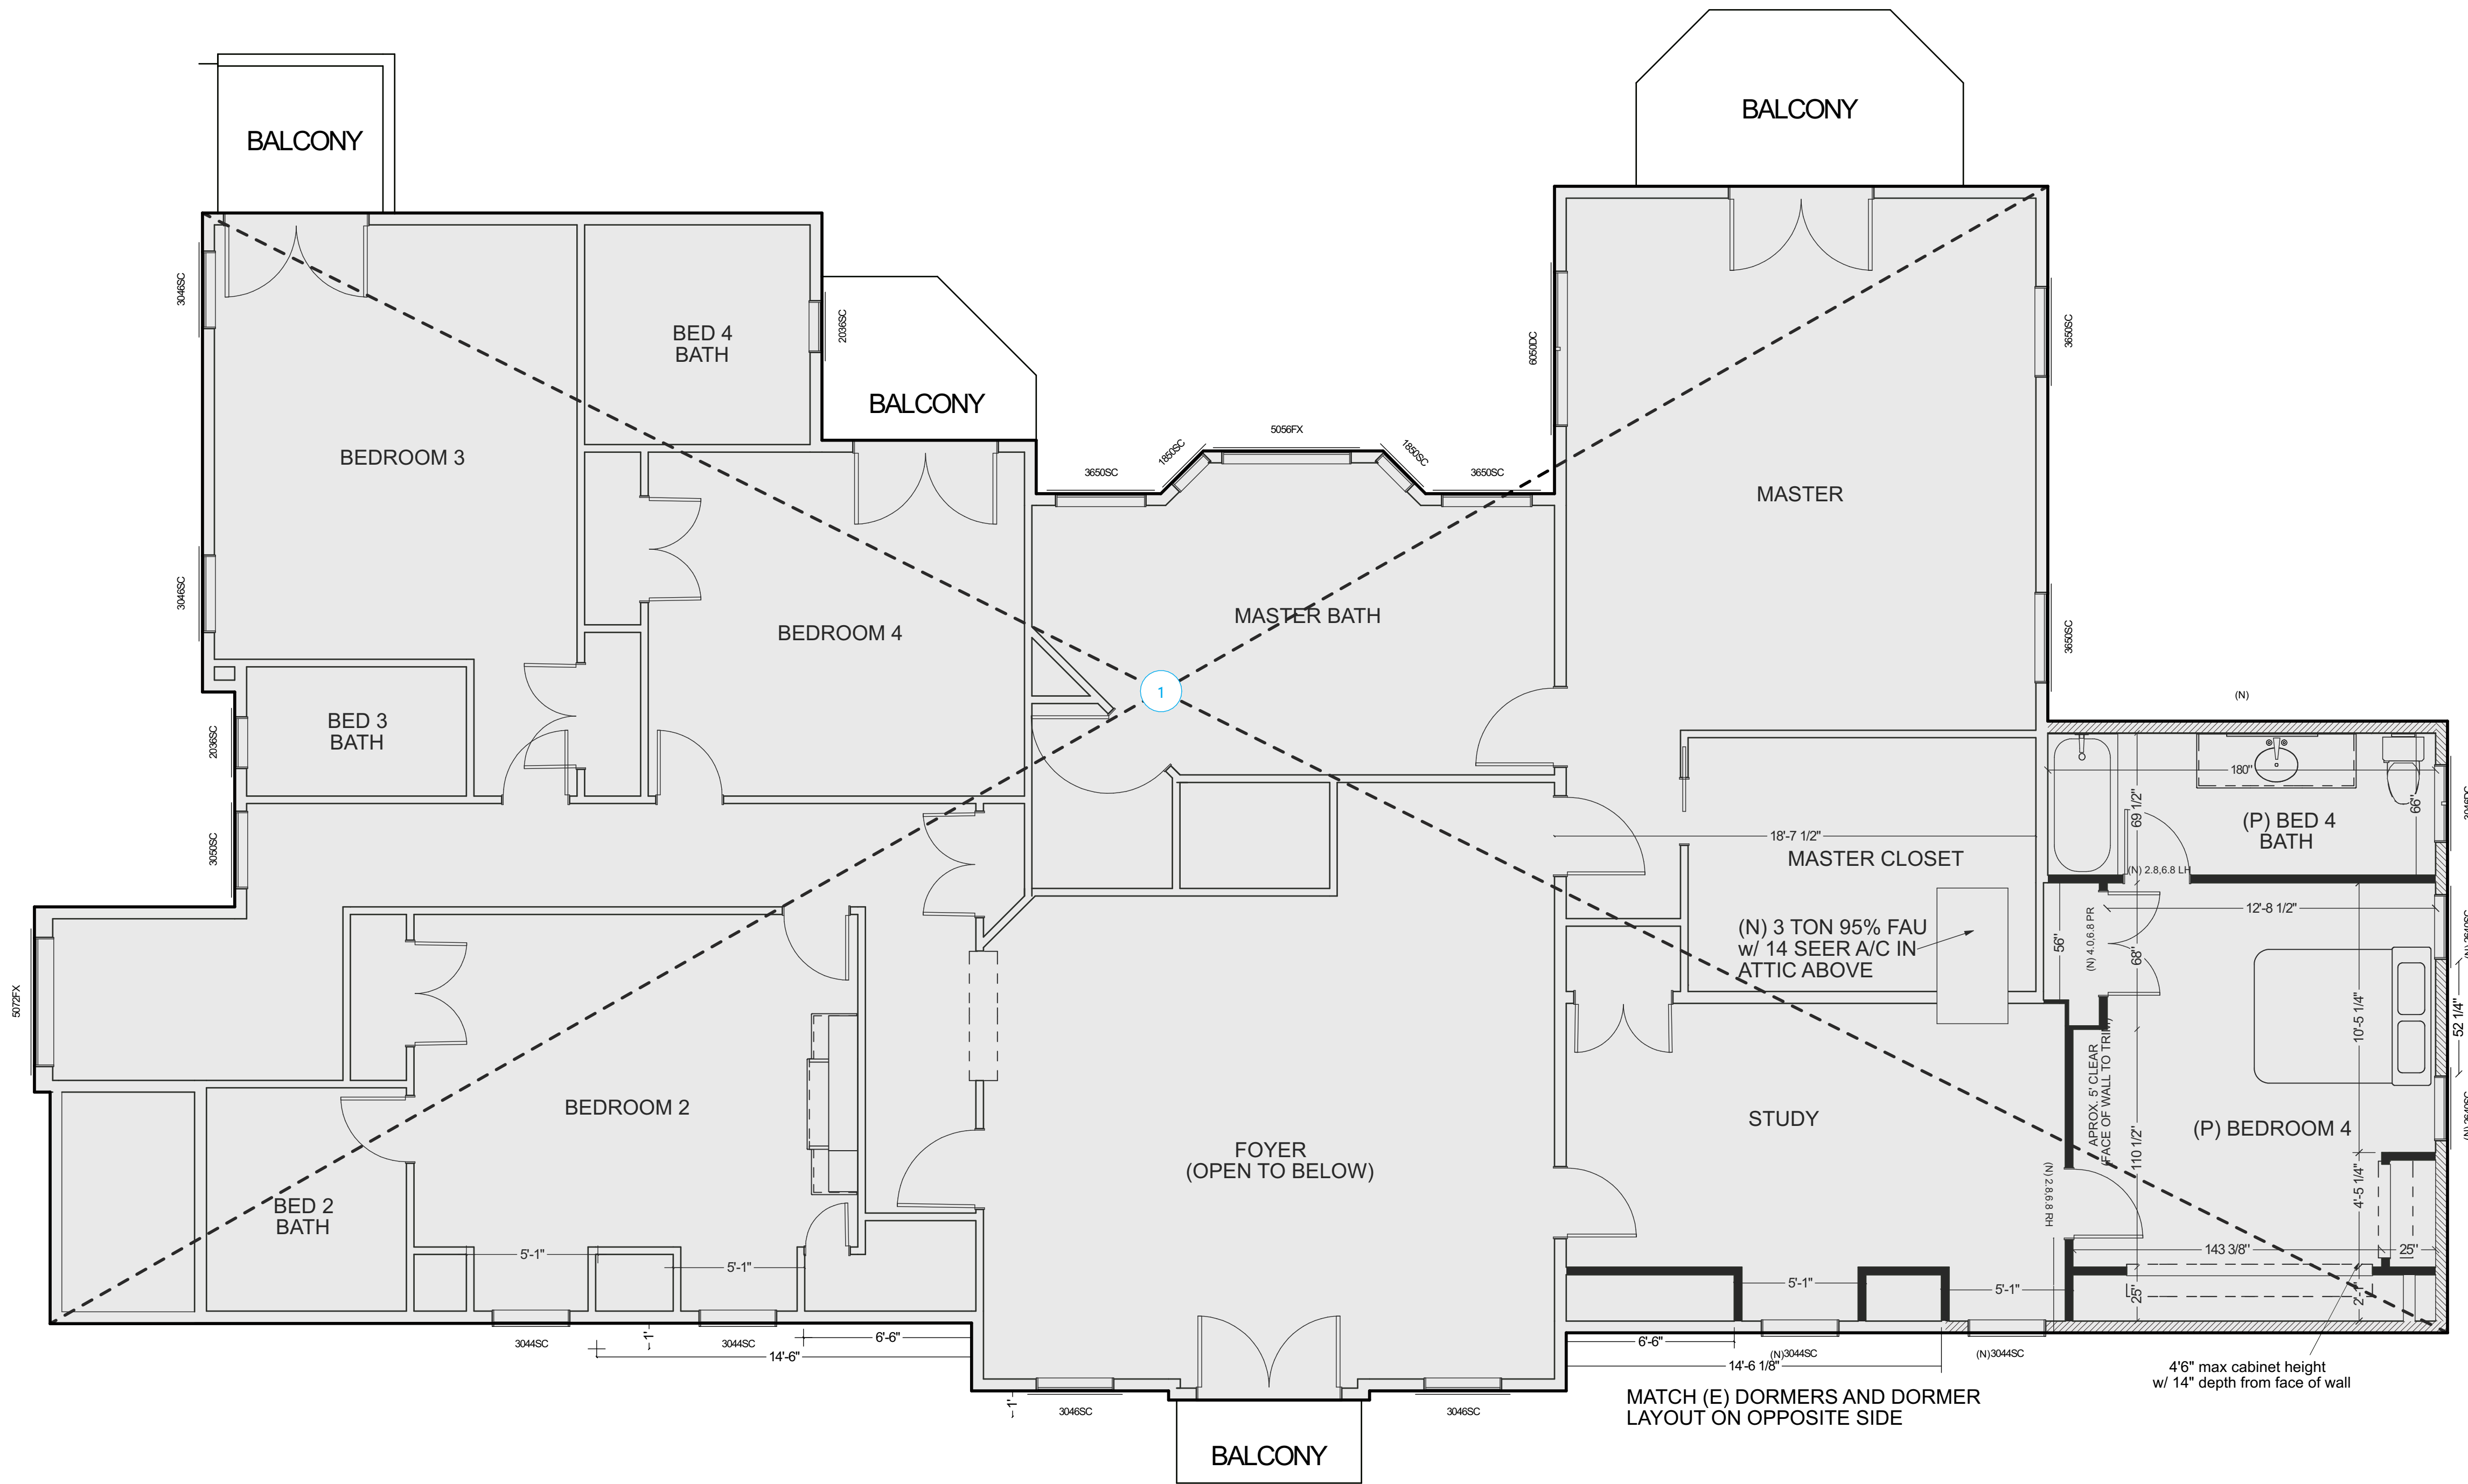 BALCONY
BALCONY
BALCONY
3046SC
BED 4
BATH
2036SC
6050DC
3650SC
BEDROOM 3
5056FX
1850SC
1850SC
3650SC
3650SC
MASTER
3046SC
BEDROOM 4
MASTER BATH
3650SC
1
(N)
BED 3
BATH
2036SC
180"
69 1/2"
66"
3050SC
18'-7 1/2"
MASTER CLOSET
(P) BED 4
BATH
(N) 2.8,6.8 LH
12'-8 1/2"
(N) 3 TON 95% FAU
w/ 14 SEER A/C IN
ATTIC ABOVE
56"
(N) 4.0,6.8 PR
68"
5072FX
10'-5 1/4"
52 1/4"
BEDROOM 2
FOYER
(OPEN TO BELOW)
STUDY
APROX. 5' CLEAR
(FACE OF WALL TO TRIM)
110 1/2"
(P) BEDROOM 4
BED 2
BATH
(N) 2.8,6.8 RH
4'-5 1/4"
5'-1"
5'-1"
5'-1"
5'-1"
143 3/8"
25"
25"
2'-1"
3044SC
1'
3044SC
6'-6"
14'-6"
6'-6"
14'-6 1/8"
(N)3044SC
(N)3044SC
1'
3046SC
3046SC
4'6" max cabinet height
w/ 14" depth from face of wall
MATCH (E) DORMERS AND DORMER
LAYOUT ON OPPOSITE SIDE
BALCONY